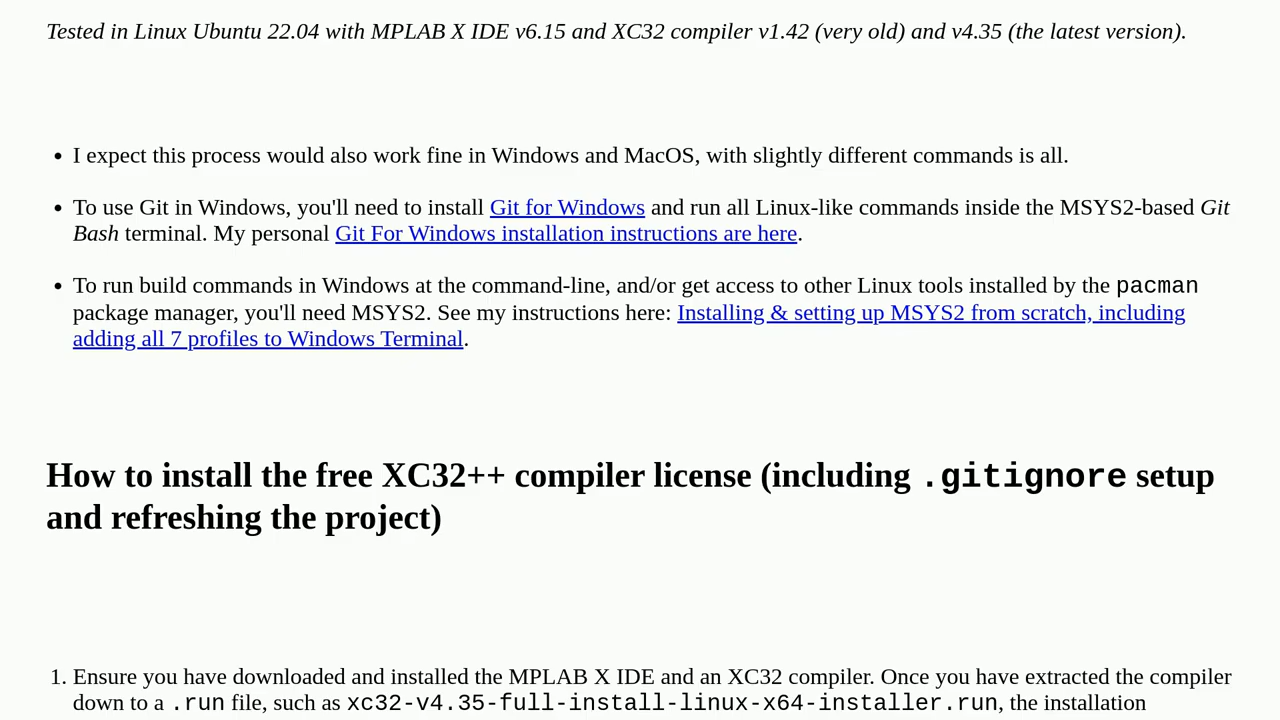 Tested in Linux Ubuntu 22.04 with MPLAB X IDE v6.15 and XC32 compiler v1.42 (very old) and v4.35 (the latest version).
• I expect this process would also work fine in Windows and MacOS, with slightly different commands is all.
• To use Git in Windows, you'll need to install Git for Windows and run all Linux-like commands inside the MSYS2-based Git
Bash terminal. My personal Git For Windows installation instructions are here.
• To run build commands in Windows at the command-line, and/or get access to other Linux tools installed by the pacman
package manager, you'll need MSYS2. See my instructions here: Installing & setting up MSYS2 from scratch, including
adding all 7 profiles to Windows Terminal.
How to install the free XC32++ compiler license (including .gitignore setup
and refreshing the project)
1. Ensure you have downloaded and installed the MPLAB X IDE and an XC32 compiler. Once you have extracted the compiler
down to a .run file, such as xc32-v4.35-full-install-linux-x64-installer.run, the installation